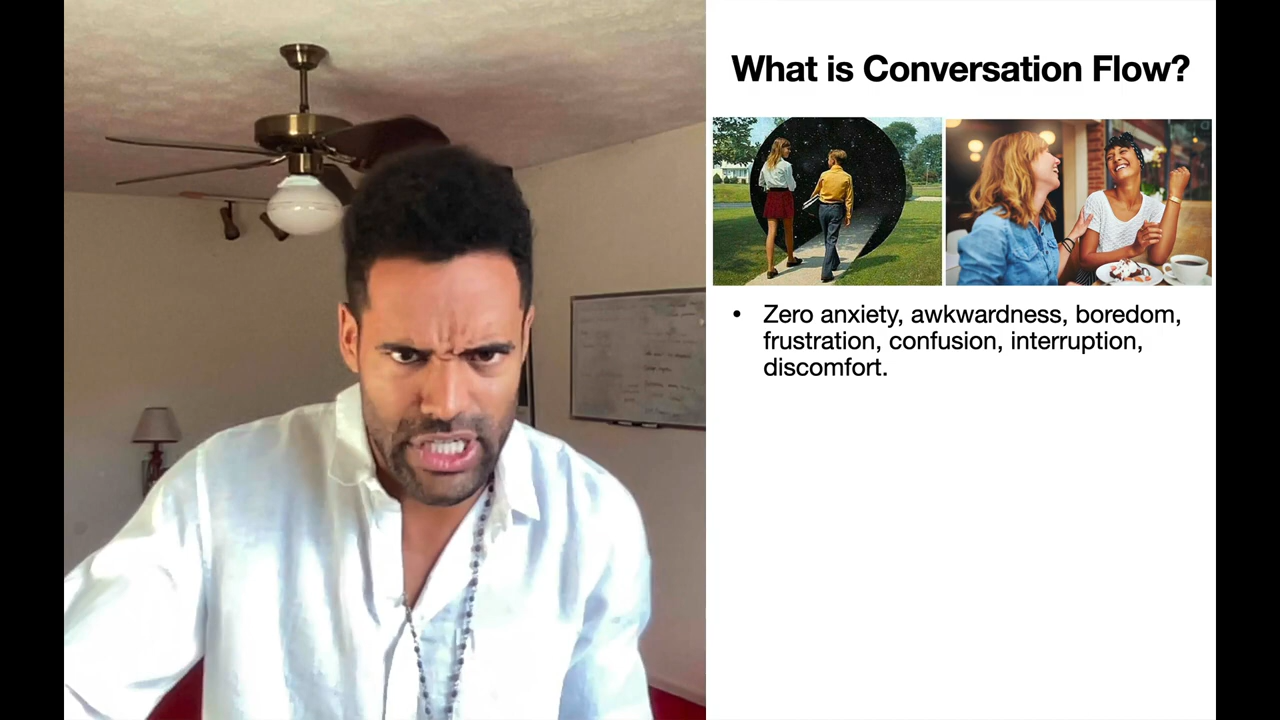 What is Conversation Flow?
• Zero anxiety, awkwardness, boredom,
frustration, confusion, interruption,
discomfort.